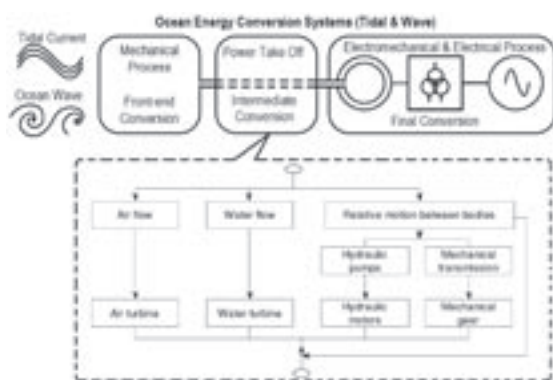 Ocean Energy Conversion Systems (Tidal & Wave)
Tidal Current
Ocean Wave
Mechanical
Process
Front-end
Conversion
Power Take Off
Intermediate
Conversion
Electromechanical & Electrical Process
Final Conversion
Air flow
Water flow
Relative motion between bodies
Hydraulic
pumps
Mechanical
transmission
Air turbine
Water turbine
Hydraulic
motors
Mechanical
gear